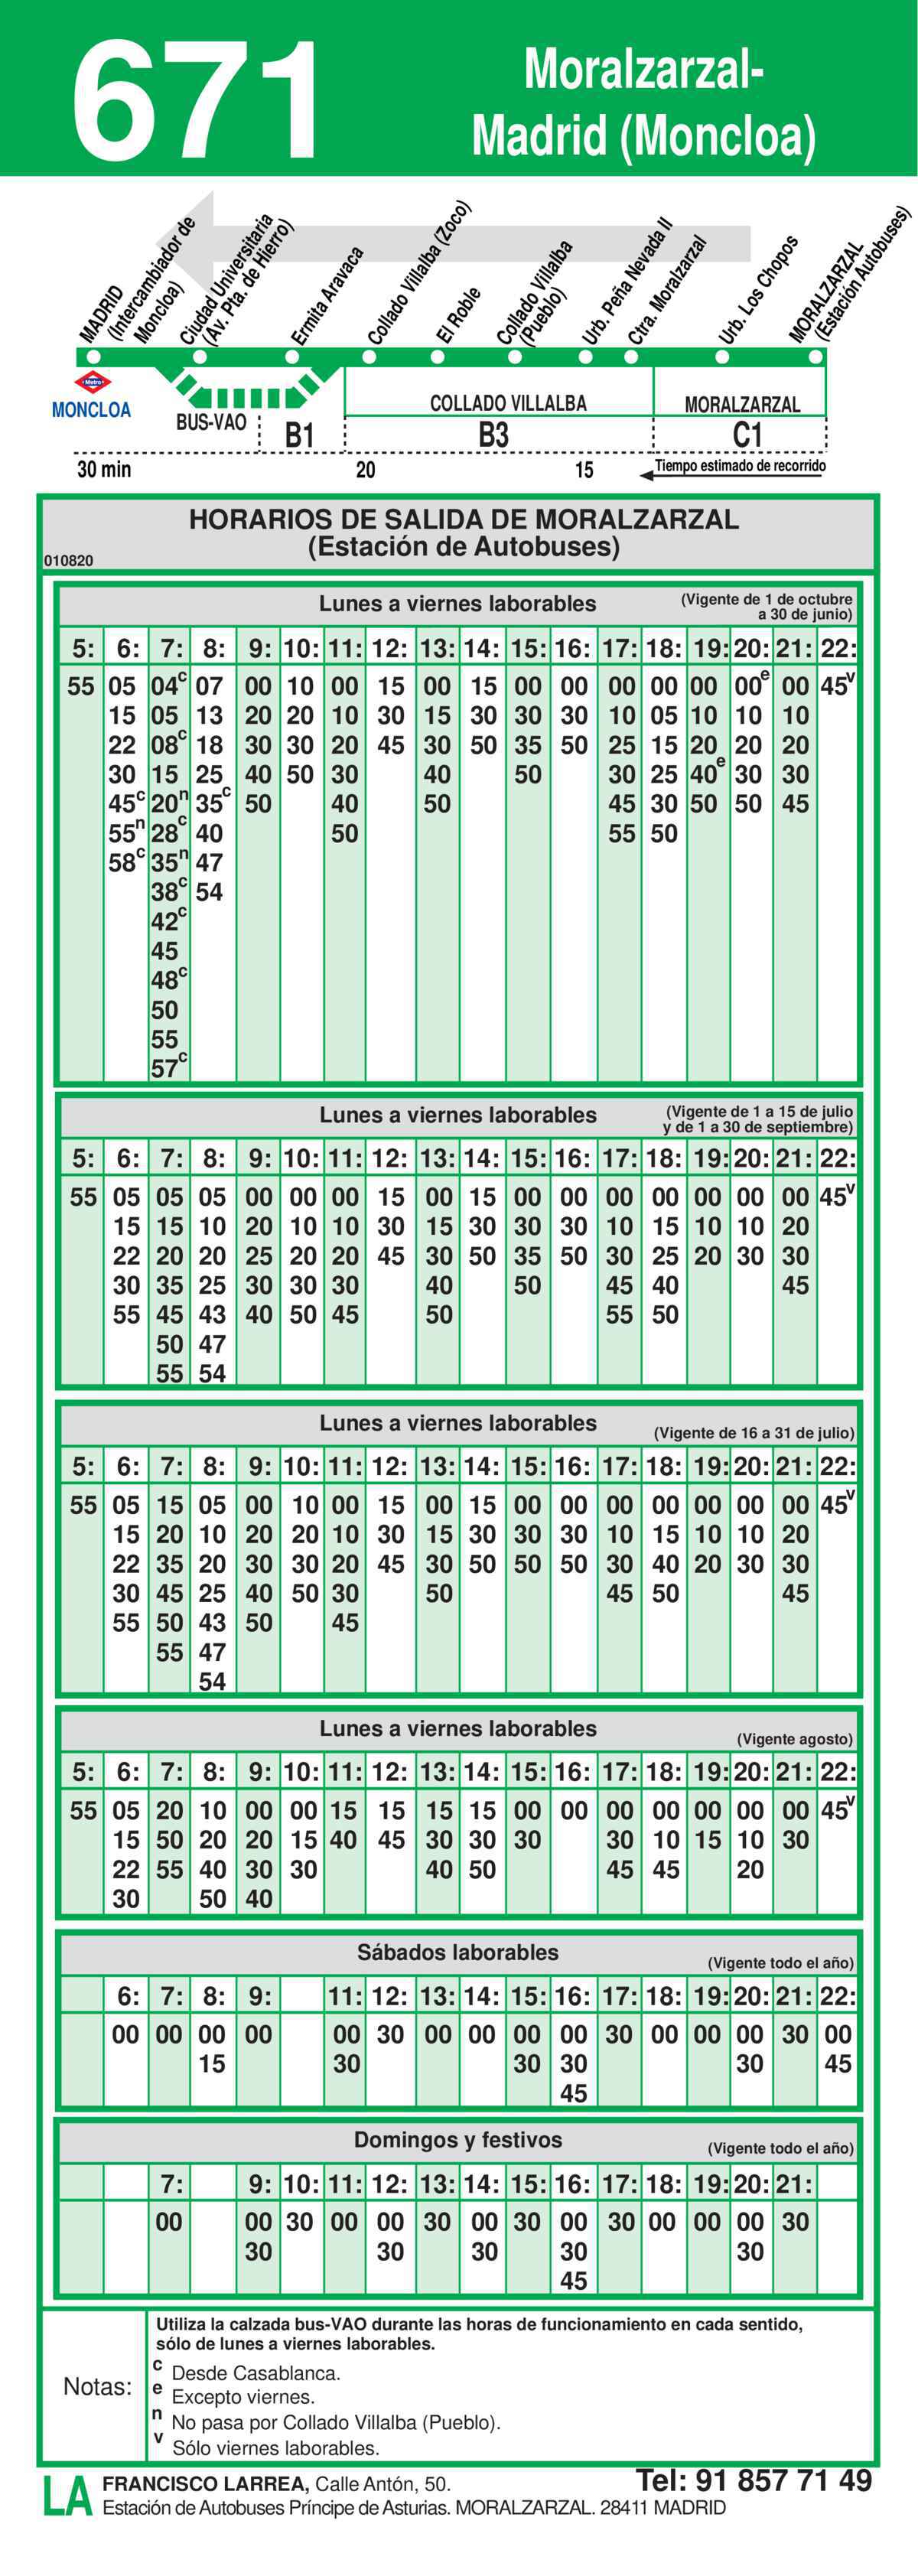 671
Moralzarzal-
Madrid (Moncloa)
MADRID
(Intercambiador de
Moncloa)
Ciudad Universitaria
(Av. Pta. de Hierro)
Ermita Aravaca
Collado Villalba (Zoco)
El Roble
Collado Villalba
(Pueblo)
Urb. Peña Nevada II
Ctra. Moralzarzal
Urb. Los Chopos
MORALZARZAL
(Estación Autobuses)
Metro
MONCLOA
BUS-VAO
COLLADO VILLALBA
MORALZARZAL
B1 B3 C1
30 min 20 15 Tiempo estimado de recorrido
HORARIOS DE SALIDA DE MORALZARZAL
(Estación de Autobuses)
010820
Lunes a viernes laborables
(Vigente de 1 de octubre
a 30 de junio)
5: 6: 7: 8: 9: 10: 11: 12: 13: 14: 15: 16: 17: 18: 19: 20: 21: 22:
55 05 04c 07 00 10 00 15 00 15 00 00 00 00 00 00e 00 45v
15 05 13 20 20 10 30 15 30 30 30 10 05 10 10 10
22 08c 18 30 30 20 45 30 50 35 50 25 15 20 20 20
30 15 25 40 50 30 40 50 30 25 40e 30 30
45c 20n 35c 50 40 50 45 30 50 50 45
55n 28c 40 50 55 50
58c 35n 47
38c 54
42c
45
48c
50
55
57c
Lunes a viernes laborables
(Vigente de 1 a 15 de julio
y de 1 a 30 de septiembre)
5: 6: 7: 8: 9: 10: 11: 12: 13: 14: 15: 16: 17: 18: 19: 20: 21: 22:
55 05 05 05 00 00 00 15 00 15 00 00 00 00 00 00 00 45v
15 15 10 20 10 10 30 15 30 30 30 10 15 10 10 20
22 20 20 25 20 20 45 30 50 35 50 30 25 20 30 30
30 35 25 30 30 30 40 50 45 40 45
55 45 43 40 50 45 50 55 50
50 47
55 54
Lunes a viernes laborables
(Vigente de 16 a 31 de julio)
5: 6: 7: 8: 9: 10: 11: 12: 13: 14: 15: 16: 17: 18: 19: 20: 21: 22:
55 05 15 05 00 10 00 15 00 15 00 00 00 00 00 00 00 45v
15 20 10 20 20 10 30 15 30 30 30 10 15 10 10 20
22 35 20 30 30 20 45 30 50 50 50 30 40 20 30 30
30 45 25 40 50 30 50 45 50 45
55 50 43 50 45
55 47
54
Lunes a viernes laborables
(Vigente agosto)
5: 6: 7: 8: 9: 10: 11: 12: 13: 14: 15: 16: 17: 18: 19: 20: 21: 22:
55 05 20 10 00 00 15 15 15 15 00 00 00 00 00 00 00 45v
15 50 20 20 15 40 45 30 30 30 30 10 15 10 30
22 55 40 30 30 40 50 45 45 20
30 50 40
Sábados laborables
(Vigente todo el año)
6: 7: 8: 9: 11: 12: 13: 14: 15: 16: 17: 18: 19: 20: 21: 22:
00 00 00 00 00 30 00 00 00 00 30 00 00 00 30 00
15 30 30 30 30 45
45
Domingos y festivos
(Vigente todo el año)
7: 9: 10: 11: 12: 13: 14: 15: 16: 17: 18: 19: 20: 21:
00 00 30 00 00 30 00 30 00 30 00 00 00 30
30 30 30 30 30
45
Notas:
Utiliza la calzada bus-VAO durante las horas de funcionamiento en cada sentido,
sólo de lunes a viernes laborables.
c Desde Casablanca.
e Excepto viernes.
n No pasa por Collado Villalba (Pueblo).
v Sólo viernes laborables.
LA
FRANCISCO LARREA, Calle Antón, 50.
Tel: 91 857 71 49
Estación de Autobuses Príncipe de Asturias. MORALZARZAL. 28411 MADRID